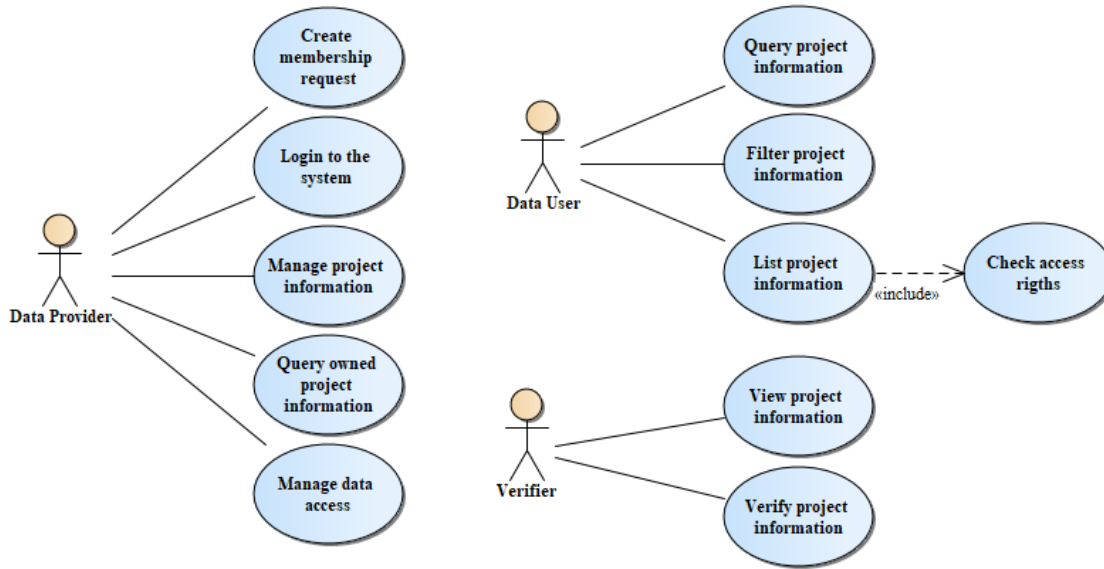 Create
membership
request
Login to the
system
Manage project
information
Data Provider
Query owned
project
information
Manage data
access
Query project
information
Filter project
information
Data User
List project
information
«include»
Check access
rigths
View project
information
Verifier
Verify project
information